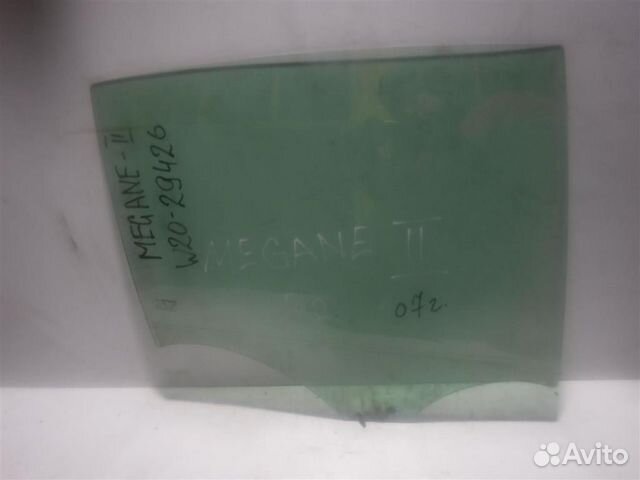 MEGANE-II
W20-29426
MEGANE II
07г.
Avito